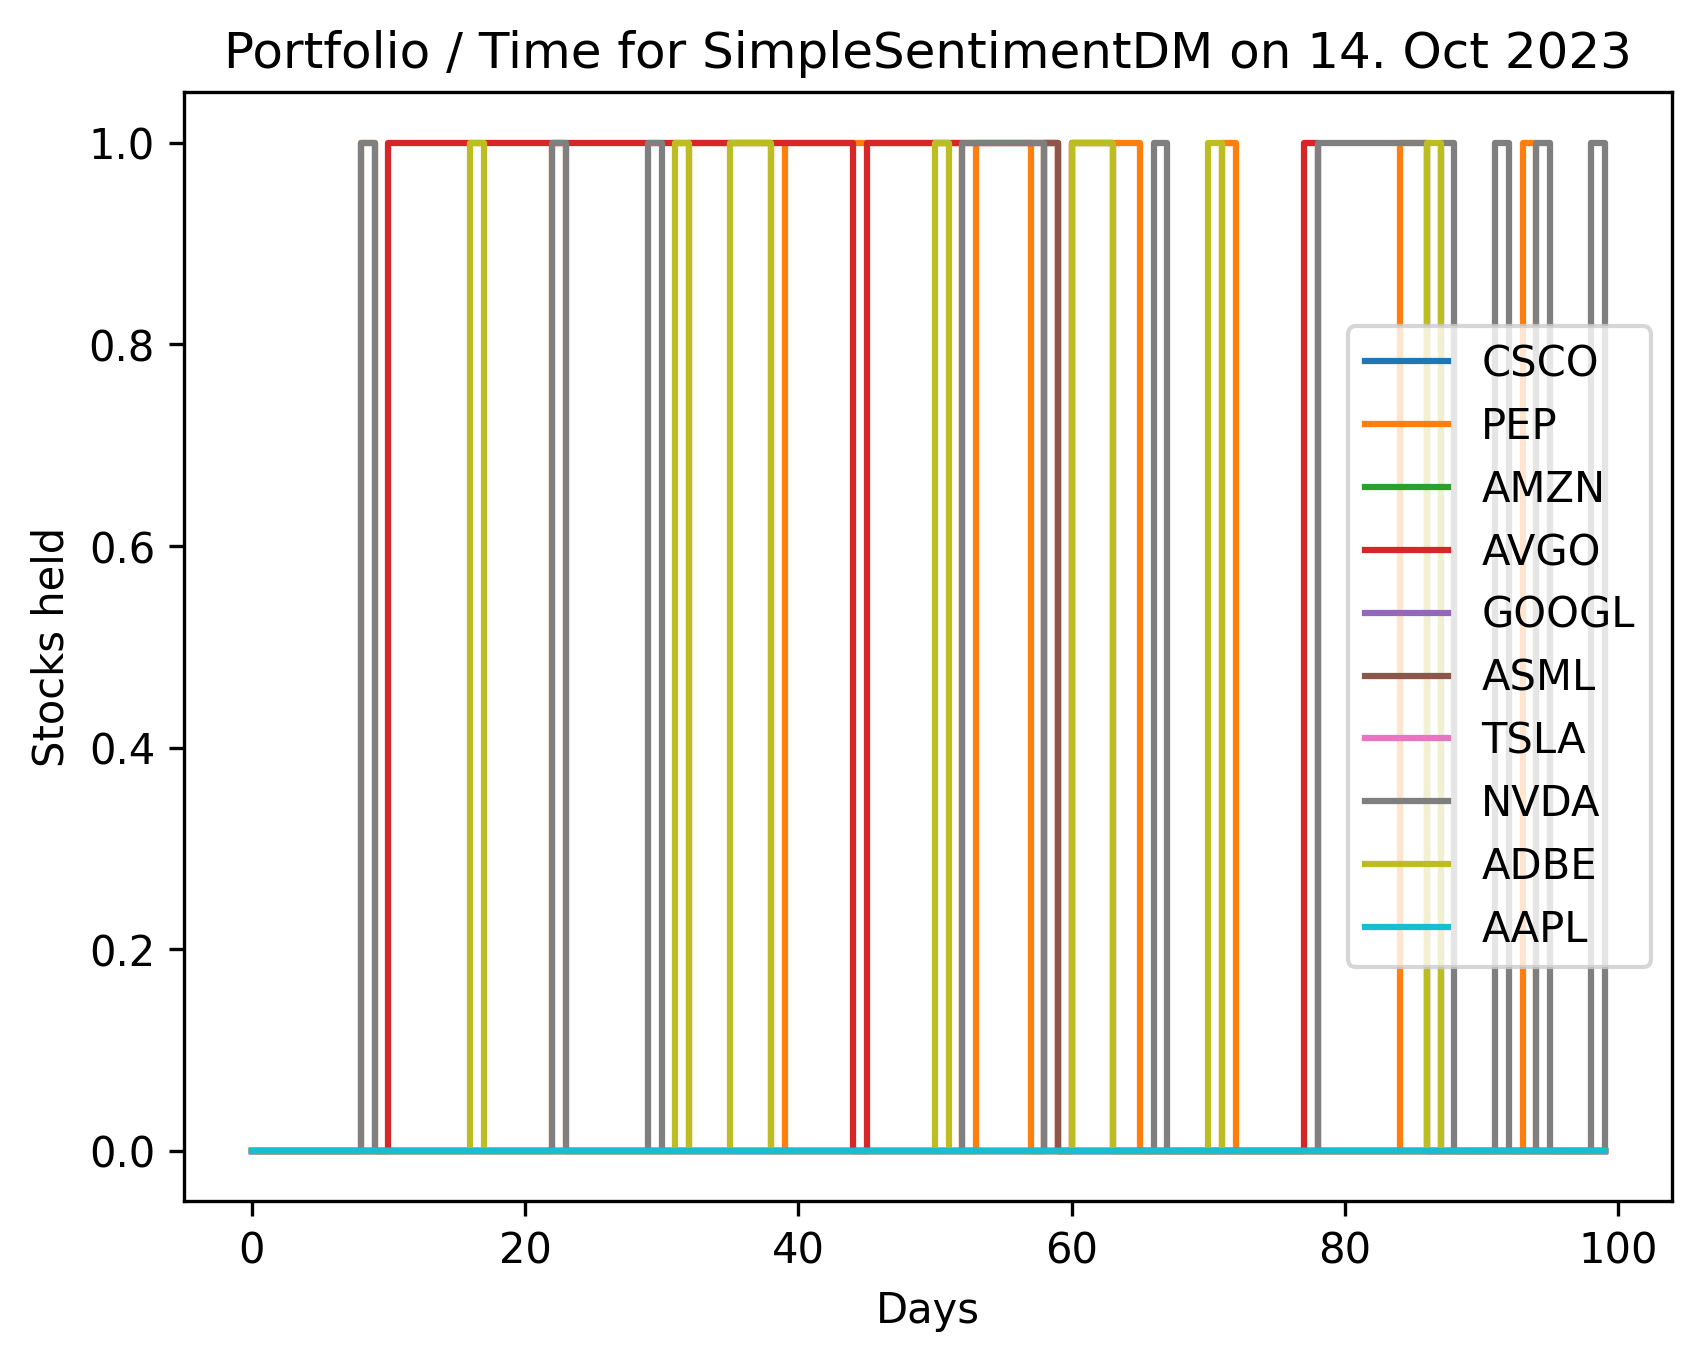 Portfolio / Time for SimpleSentimentDM on 14. Oct 2023
1.0
0.8
0.6
0.4
0.2
0.0
Stocks held
CSCO
PEP
AMZN
AVGO
GOOGL
ASML
TSLA
NVDA
ADBE
AAPL
0 20 40 60 80 100
Days